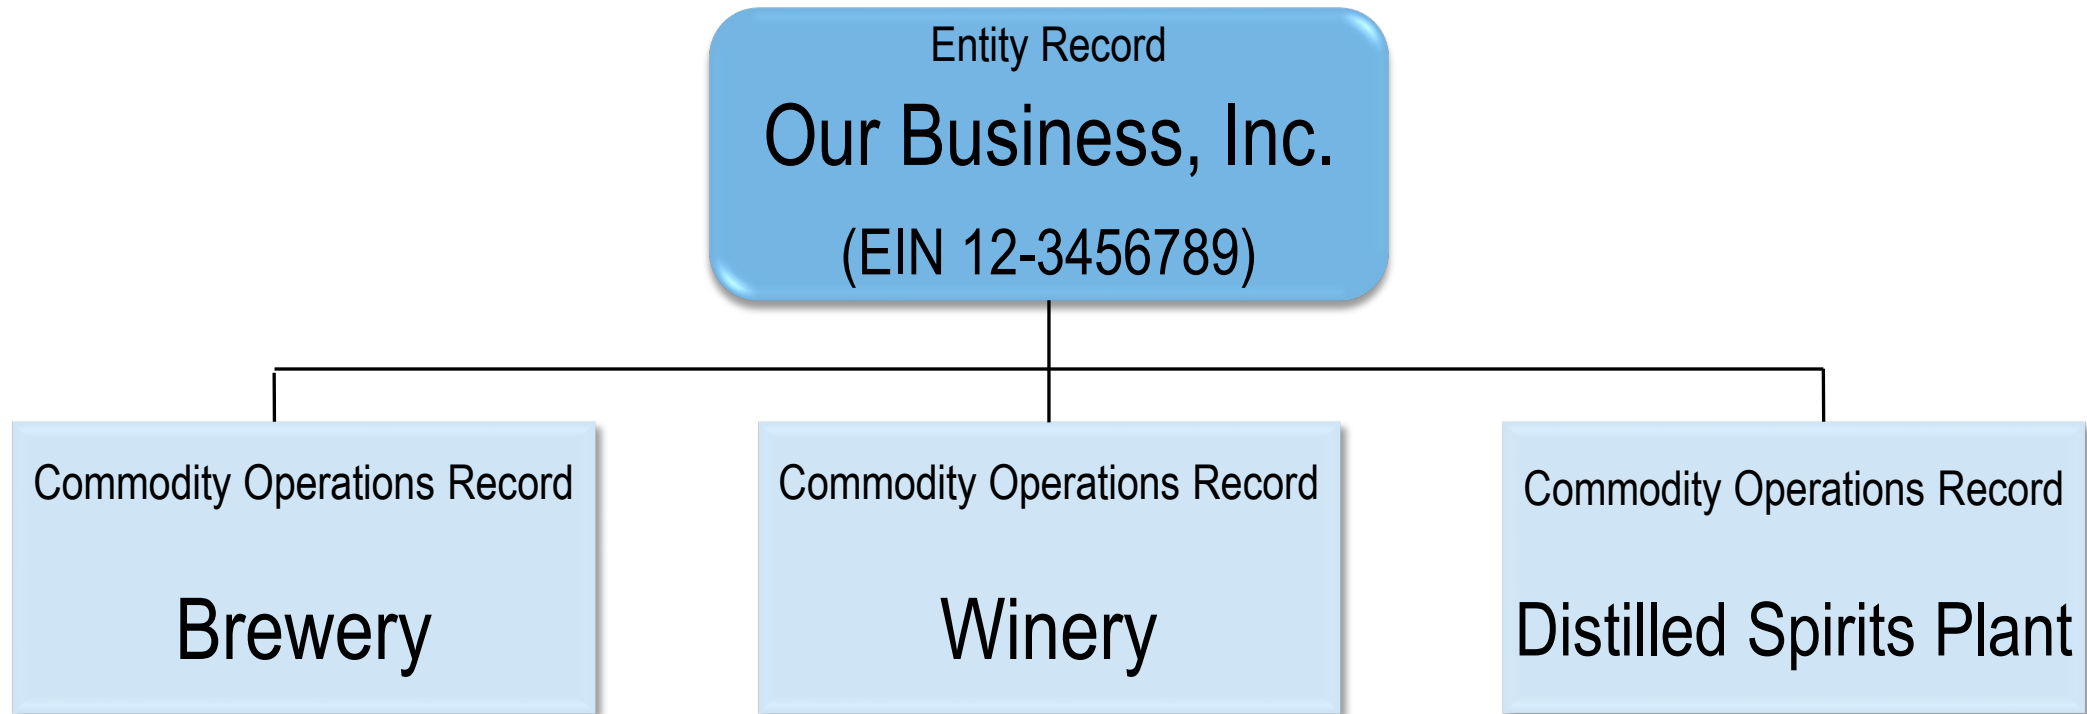 Entity Record
Our Business, Inc.
(EIN 12-3456789)
Commodity Operations Record
Brewery
Commodity Operations Record
Winery
Commodity Operations Record
Distilled Spirits Plant